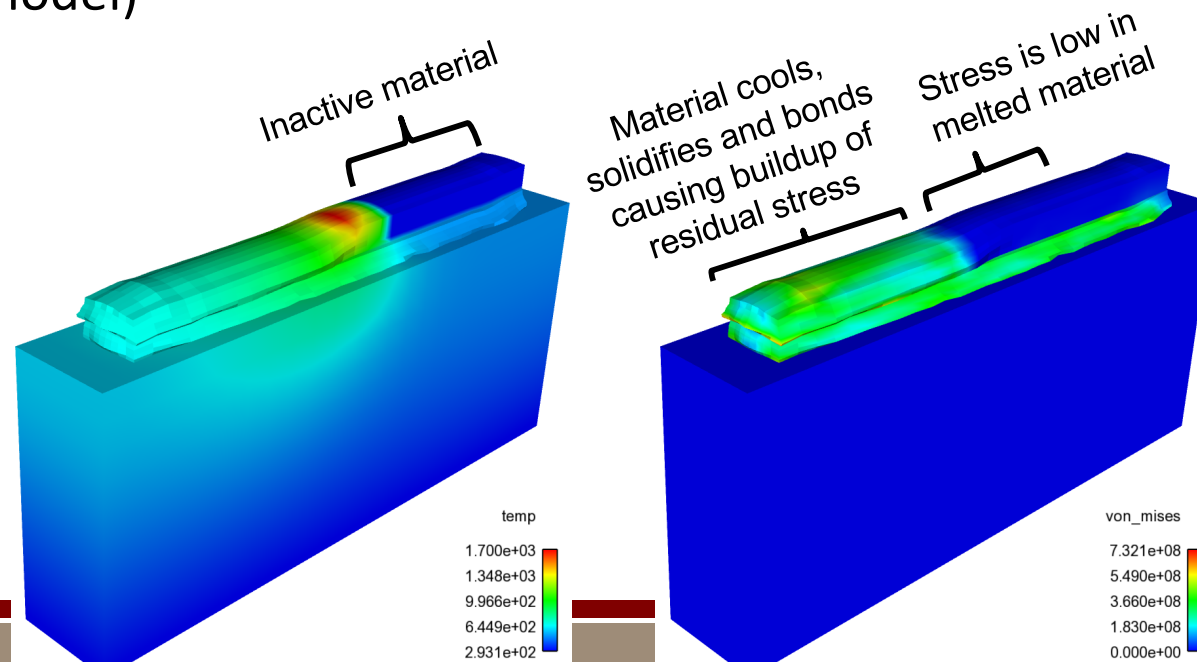 model)
Inactive material
Material cools,
solidifies and bonds
causing buildup of
residual stress
Stress is low in
melted material
temp
1.700e+03
1.348e+03
9.966e+02
6.449e+02
2.931e+02
von_mises
7.321e+08
5.490e+08
3.660e+08
1.830e+08
0.000e+00